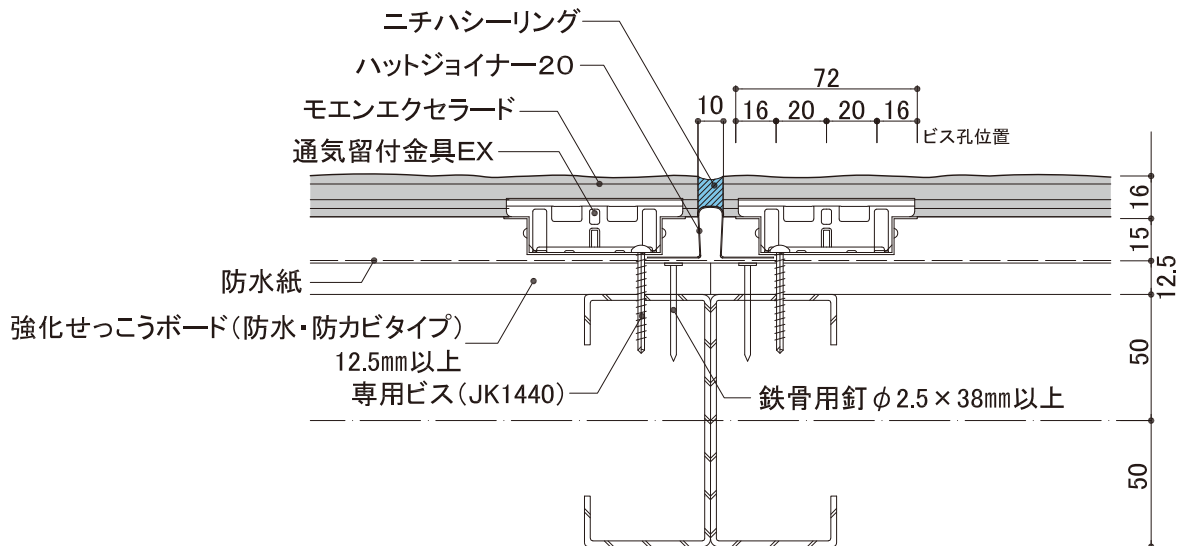 ニチハシーリング
ハットジョイナー20
モエンエクセラード
通気留付金具EX
10
72
16 20 20 16
ビス孔位置
16
15
12.5
50
50
防水紙
強化せっこうボード(防水・防カビタイプ)
12.5mm以上
専用ビス(JK1440)
鉄骨用釘φ2.5×38mm以上